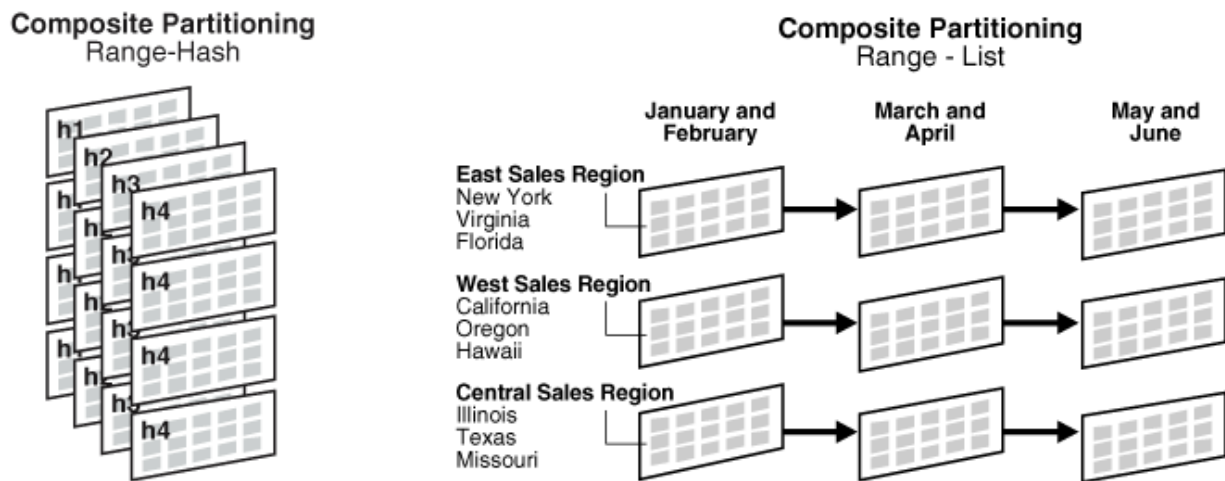 Composite Partitioning
Range-Hash
h1
h2
h3
h4
h4
h4
h4
Composite Partitioning
Range - List
January and
February
March and
April
May and
June
East Sales Region
New York
Virginia
Florida
West Sales Region
California
Oregon
Hawaii
Central Sales Region
Illinois
Texas
Missouri